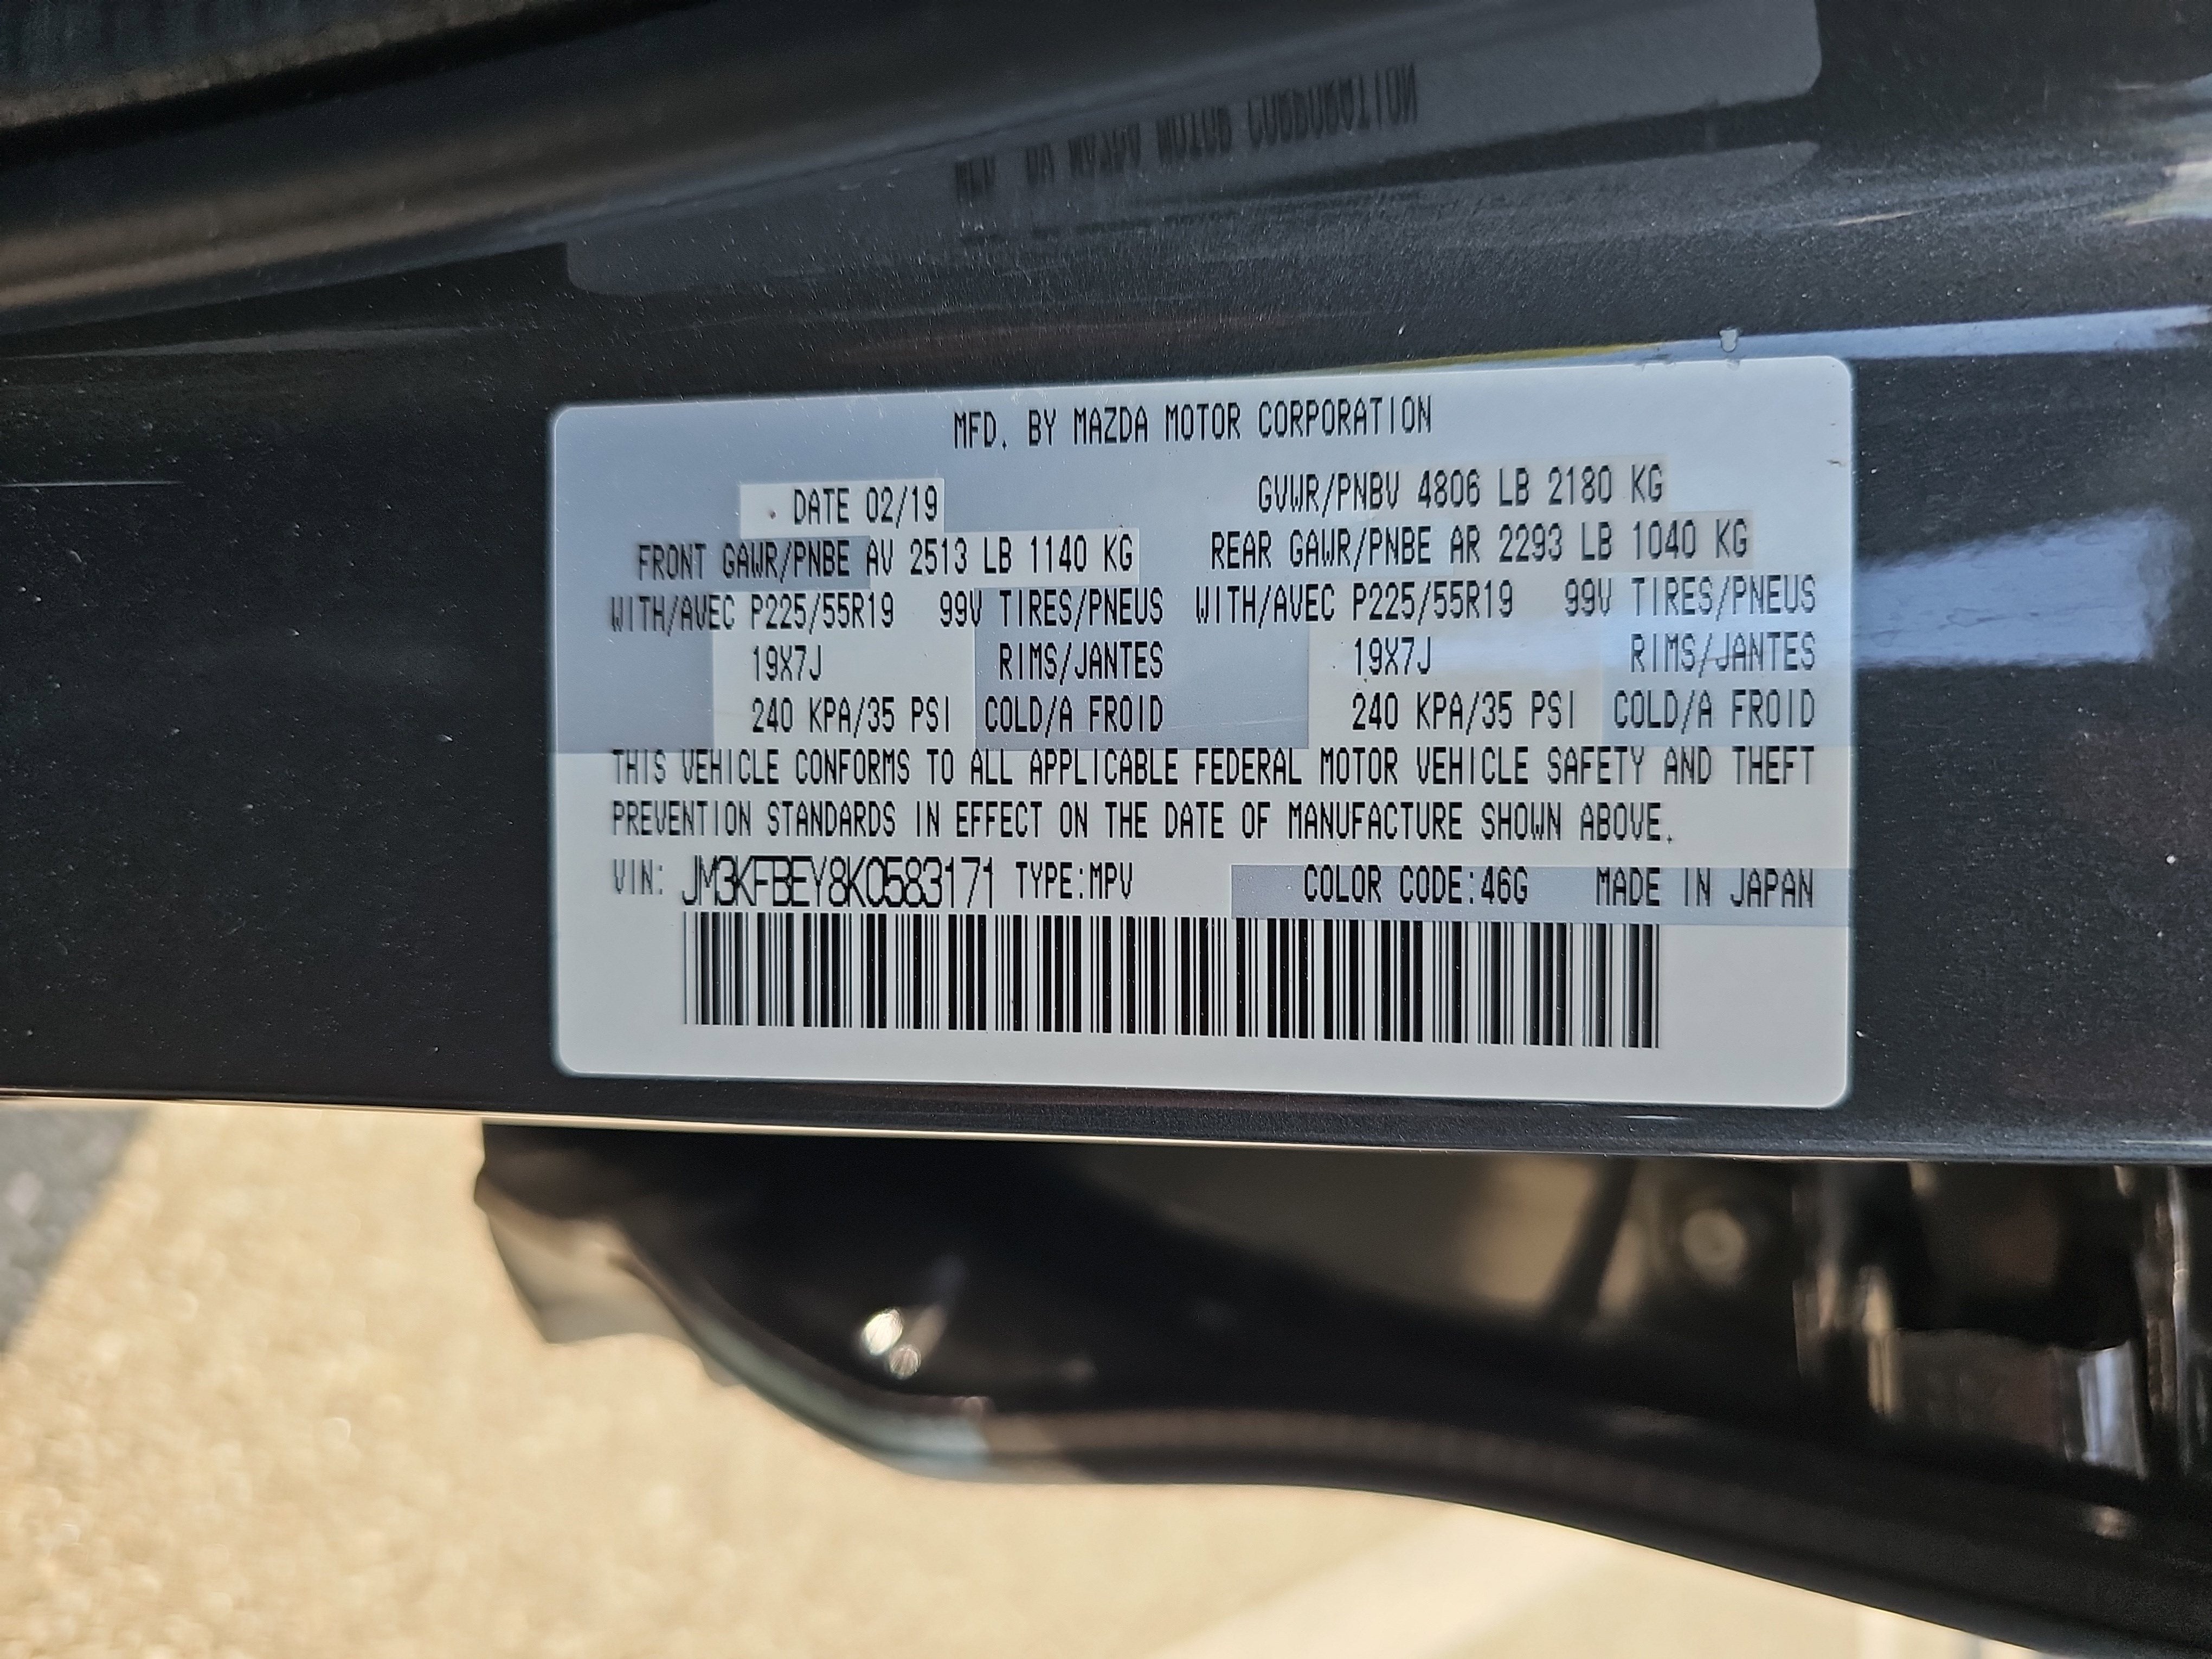 MFD. BY MAZDA MOTOR CORPORATION
DATE 02/19 GVWR/PNBV 4806 LB 2180 KG
FRONT GAWR/PNBE AV 2513 LB 1140 KG REAR GAWR/PNBE AR 2293 LB 1040 KG
WITH/AVEC P225/55R19 99V TIRES/PNEUS WITH/AVEC P225/55R19 99V TIRES/PNEUS
19X7J RIMS/JANTES 19X7J RIMS/JANTES
240 KPA/35 PSI COLD/A FROID 240 KPA/35 PSI COLD/A FROID
THIS VEHICLE CONFORMS TO ALL APPLICABLE FEDERAL MOTOR VEHICLE SAFETY AND THEFT
PREVENTION STANDARDS IN EFFECT ON THE DATE OF MANUFACTURE SHOWN ABOVE.
VIN: JM3KFBEY8K0583171 TYPE:MPV COLOR CODE:46G MADE IN JAPAN